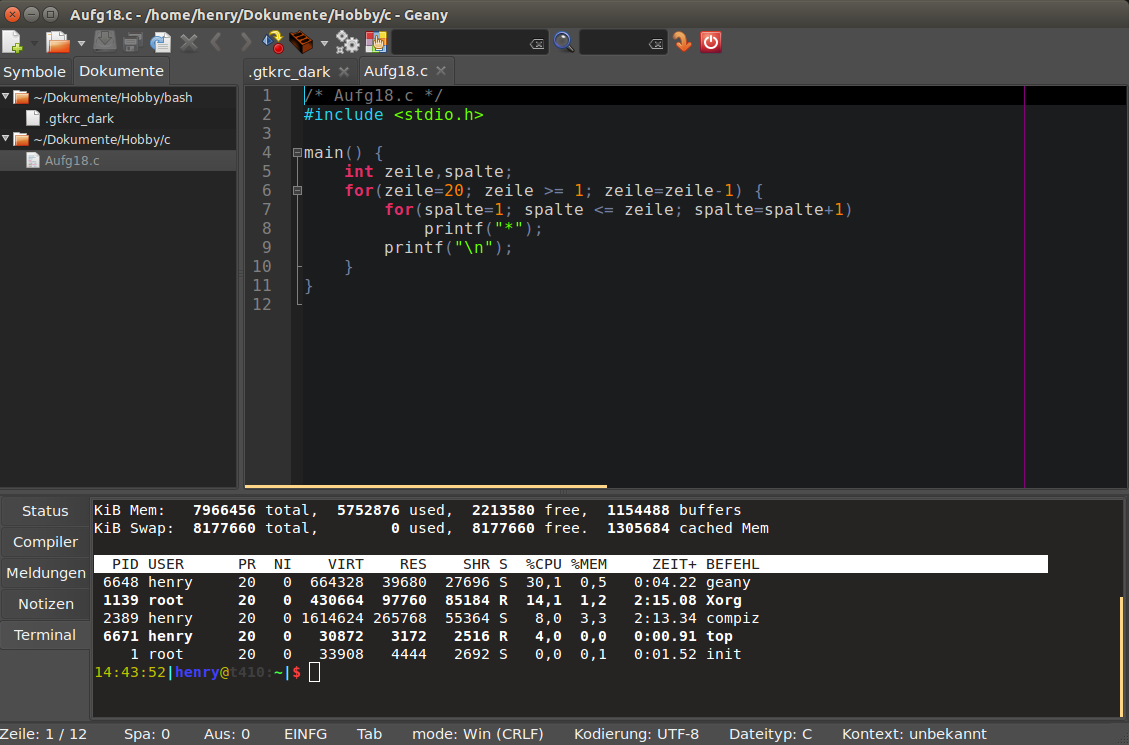 Aufg18.c - /home/henry/Dokumente/Hobby/c - Geany
Symbole Dokumente
.gtkrc_dark Aufg18.c
~/Dokumente/Hobby/bash
.gtkrc_dark
~/Dokumente/Hobby/c
Aufg18.c
1 /* Aufg18.c */
2 #include <stdio.h>
3
4 main() {
5     int zeile,spalte;
6     for(zeile=20; zeile >= 1; zeile=zeile-1) {
7         for(spalte=1; spalte <= zeile; spalte=spalte+1)
8             printf("*");
9         printf("\n");
10     }
11 }
12
Status
Compiler
Meldungen
Notizen
Terminal
KiB Mem:   7966456 total,  5752876 used,  2213580 free,  1154488 buffers
KiB Swap:  8177660 total,        0 used,  8177660 free.  1305684 cached Mem
PID USER      PR  NI    VIRT    RES    SHR S  %CPU %MEM     ZEIT+ BEFEHL
6648 henry     20   0  664328  39680  27696 S  30,1  0,5   0:04.22 geany
1139 root      20   0  430664  97760  85184 R  14,1  1,2   2:15.08 Xorg
2389 henry     20   0 1614624 265768  55364 S   8,0  3,3   2:13.34 compiz
6671 henry     20   0   30872   3172   2516 R   4,0  0,0   0:00.91 top
1 root      20   0   33908   4444   2692 S   0,0  0,1   0:01.52 init
14:43:52|henry@t410:~|$
Zeile: 1 / 12 Spa: 0 Aus: 0 EINFG Tab mode: Win (CRLF) Kodierung: UTF-8 Dateityp: C Kontext: unbekannt